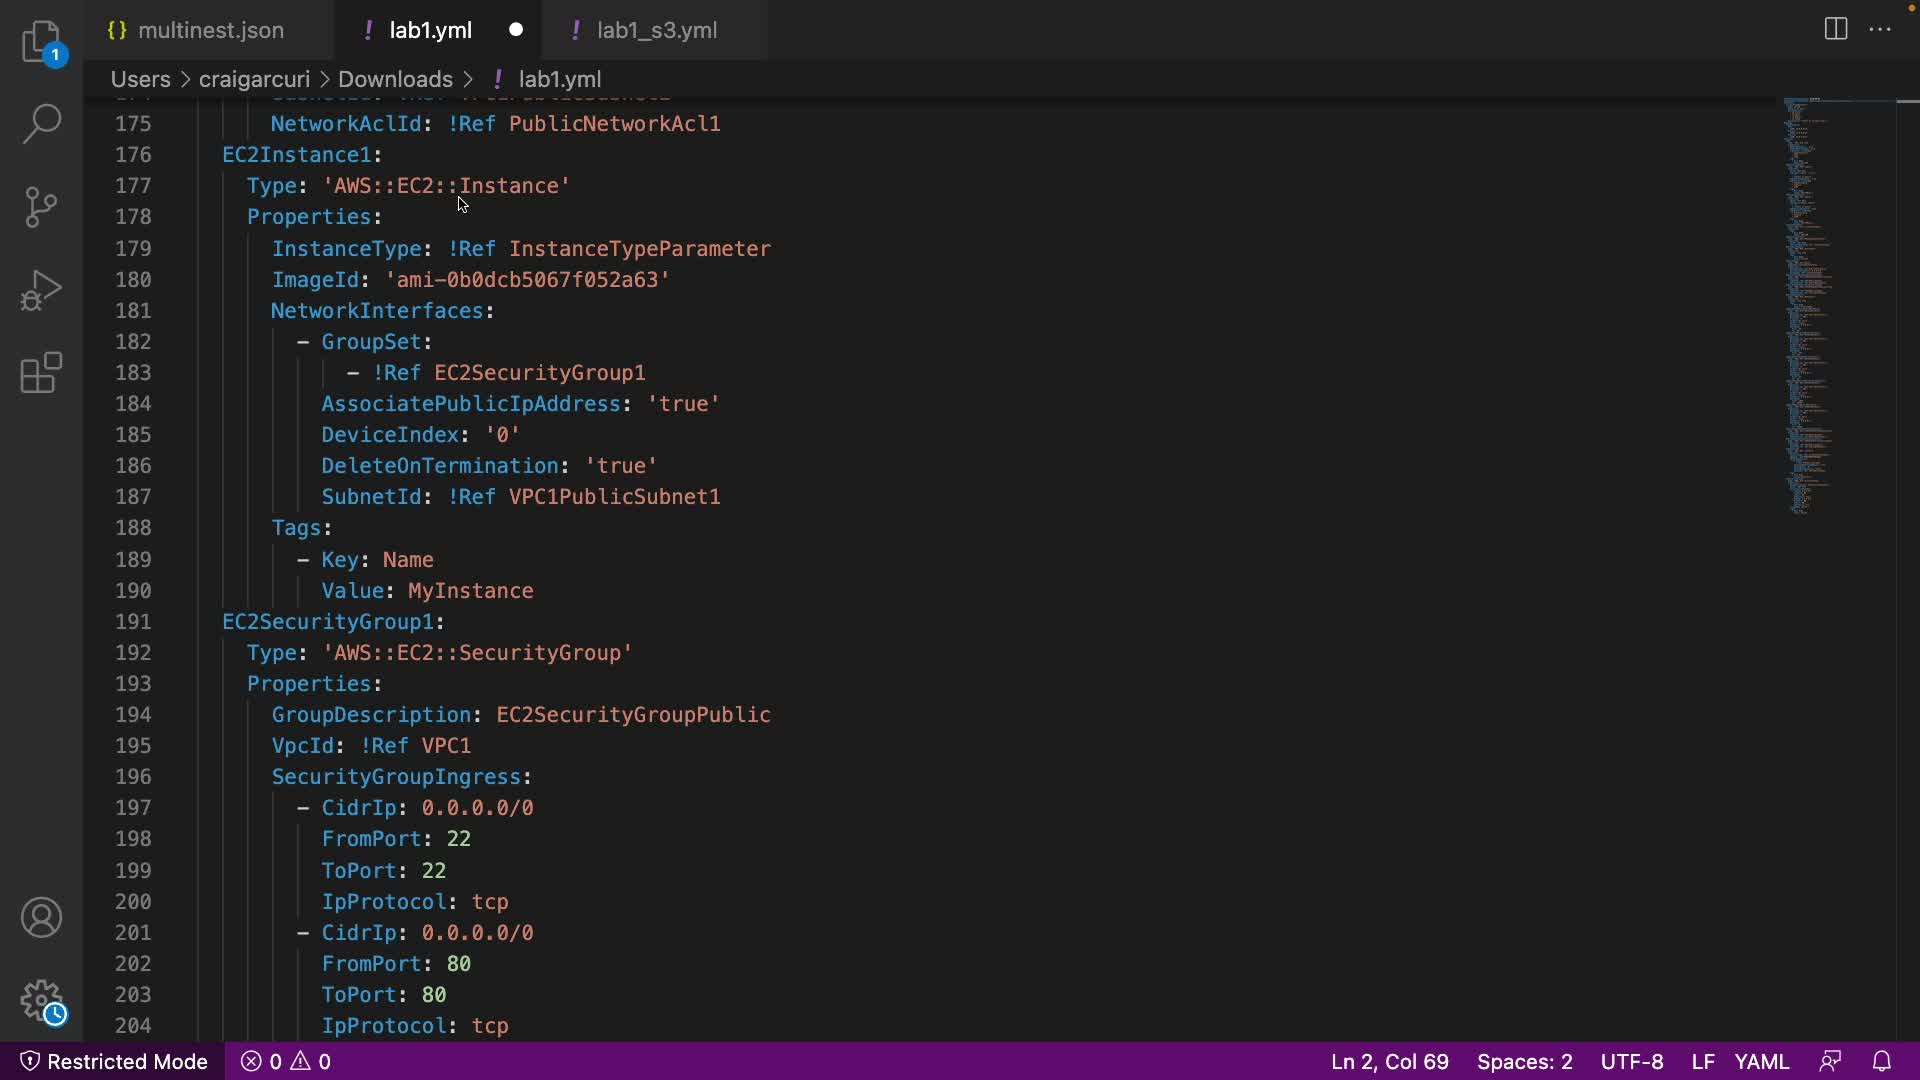 {} multinest.json
! lab1.yml
! lab1_s3.yml
1
Users > craigarcuri > Downloads > ! lab1.yml
175 NetworkAclId: !Ref PublicNetworkAcl1
176 EC2Instance1:
177 Type: 'AWS::EC2::Instance'
178 Properties:
179 InstanceType: !Ref InstanceTypeParameter
180 ImageId: 'ami-0b0dcb5067f052a63'
181 NetworkInterfaces:
182 - GroupSet:
183 - !Ref EC2SecurityGroup1
184 AssociatePublicIpAddress: 'true'
185 DeviceIndex: '0'
186 DeleteOnTermination: 'true'
187 SubnetId: !Ref VPC1PublicSubnet1
188 Tags:
189 - Key: Name
190 Value: MyInstance
191 EC2SecurityGroup1:
192 Type: 'AWS::EC2::SecurityGroup'
193 Properties:
194 GroupDescription: EC2SecurityGroupPublic
195 VpcId: !Ref VPC1
196 SecurityGroupIngress:
197 - CidrIp: 0.0.0.0/0
198 FromPort: 22
199 ToPort: 22
200 IpProtocol: tcp
201 - CidrIp: 0.0.0.0/0
202 FromPort: 80
203 ToPort: 80
204 IpProtocol: tcp
Restricted Mode 0 0 Ln 2, Col 69 Spaces: 2 UTF-8 LF YAML